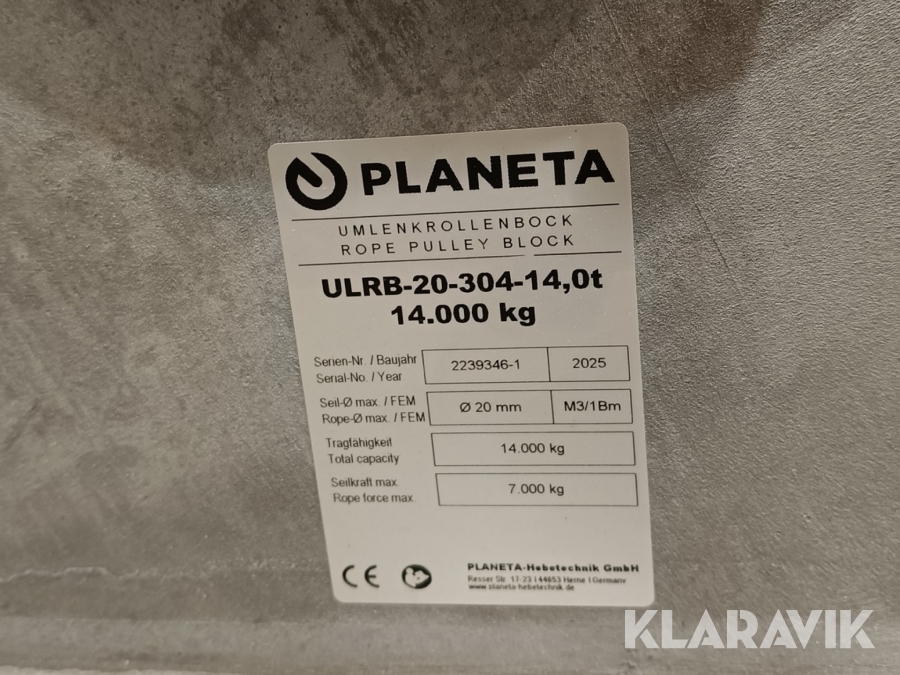 PLANETA
UMLENKROLLENBOCK
ROPE PULLEY BLOCK
ULRB-20-304-14,0t
14.000 kg
Serien-Nr. / Baujahr
Serial-No. / Year
2239346-1
2025
Seil-Ø max. / FEM
Rope-Ø max. / FEM
Ø 20 mm
M3/1Bm
Tragfähigkeit
Total capacity
14.000 kg
Seilkraft max.
Rope force max.
7.000 kg
CE
PLANETA-Hebetechnik GmbH
Resser Str. 17-23 | 44653 Herne | Germany
www.planeta-hebetechnik.de
KLARAVIK